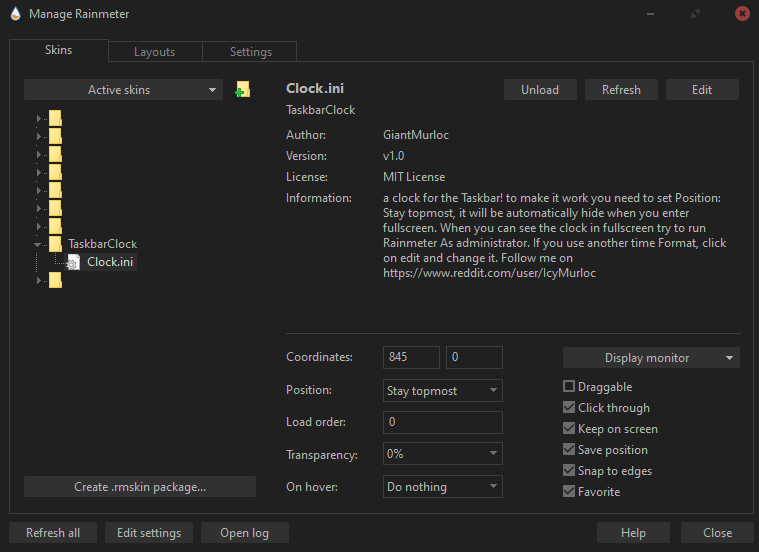 Manage Rainmeter
Skins
Layouts
Settings
Active skins
TaskbarClock
Clock.ini
Create .rmskin package...
Clock.ini
Unload
Refresh
Edit
TaskbarClock
Author: GiantMurloc
Version: v1.0
License: MIT License
Information: a clock for the Taskbar! to make it work you need to set Position:
Stay topmost, it will be automatically hide when you enter
fullscreen. When you can see the clock in fullscreen try to run
Rainmeter As administrator. If you use another time Format, click
on edit and change it. Follow me on
https://www.reddit.com/user/IcyMurloc
Coordinates: 845 0
Position: Stay topmost
Load order: 0
Transparency: 0%
On hover: Do nothing
Display monitor
Draggable
Click through
Keep on screen
Save position
Snap to edges
Favorite
Refresh all
Edit settings
Open log
Help
Close